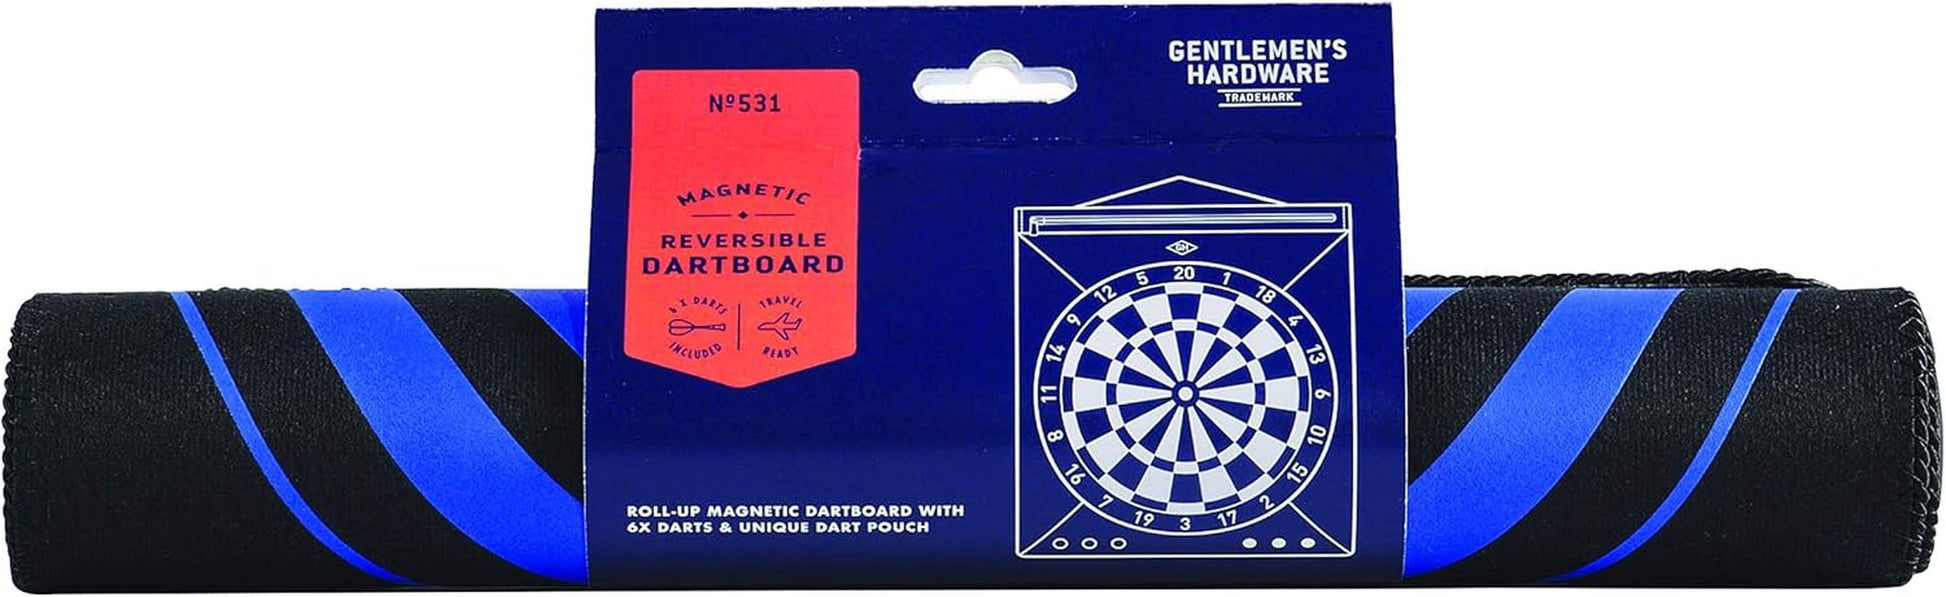 Nº531
MAGNETIC
REVERSIBLE
DARTBOARD
6 X DARTS
INCLUDED
TRAVEL
READY
ROLL-UP MAGNETIC DARTBOARD WITH
6X DARTS & UNIQUE DART POUCH
GENTLEMEN'S
HARDWARE
TRADEMARK
GH
20
1
18
4
13
6
10
15
2
17
3
19
7
16
8
11
14
9
12
5